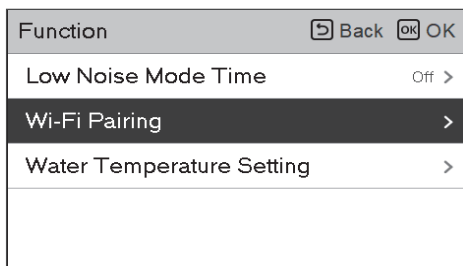 Function Back OK OK
Low Noise Mode Time Off >
Wi-Fi Pairing >
Water Temperature Setting >